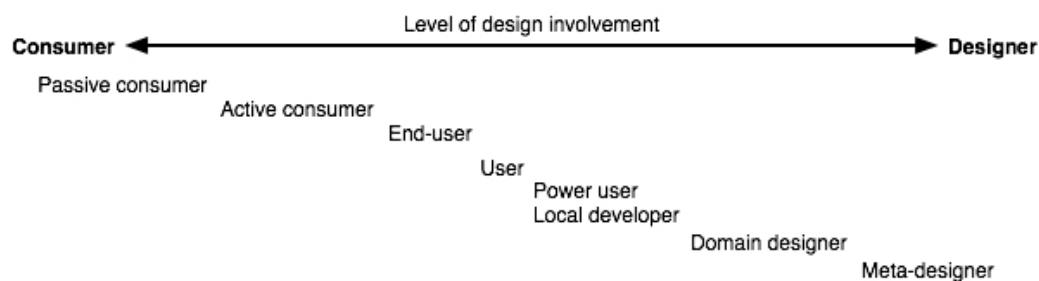 Level of design involvement
Consumer Designer
Passive consumer
Active consumer
End-user
User
Power user
Local developer
Domain designer
Meta-designer